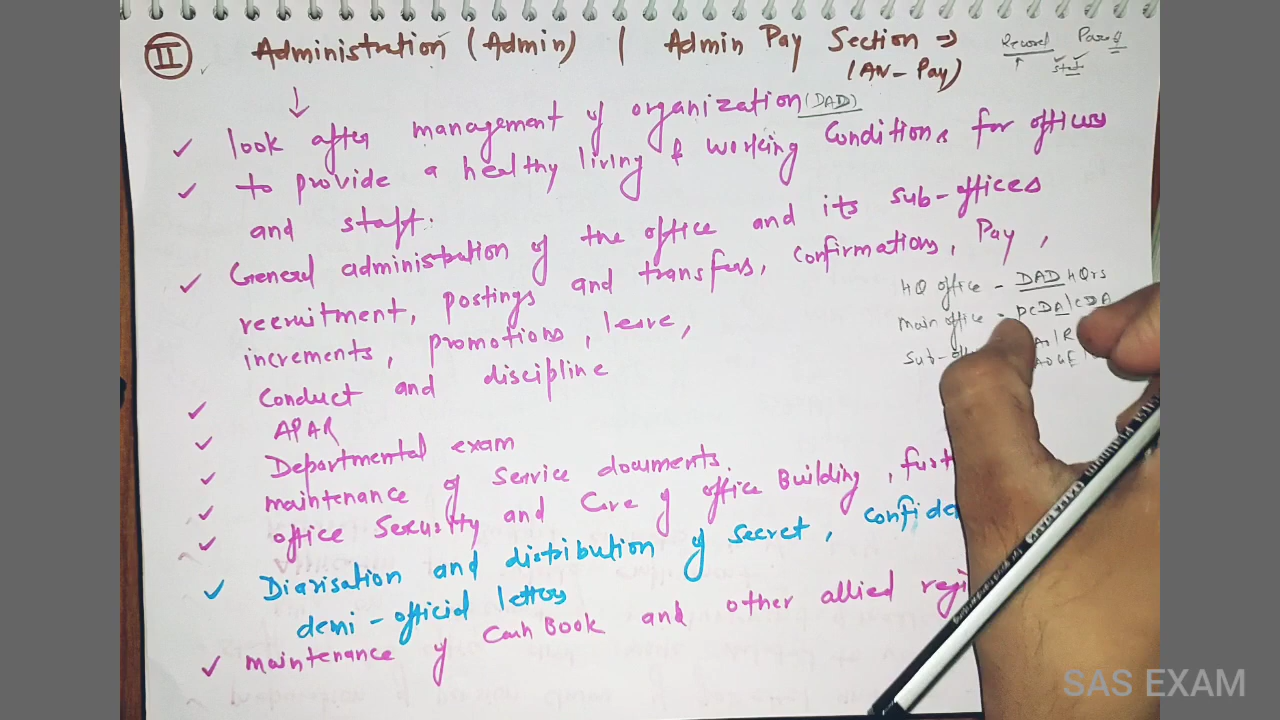 II Administration (Admin) | Admin Pay Section ⇒
(AN-Pay)
Record
look after management of organization (DAD)
to provide a healthy living & working Conditions for officers
and staff.
General administration of the office and its sub-offices
recruitment, postings and transfers, confirmations, Pay,
increments, promotions, leave,
HQ office - DAD HQrs
main office - PCDA/CDA
Sub-
Conduct and discipline
APAR
Departmental exam
maintenance of Service documents.
office Security and Care of office Building,
Diarisation and distribution of secret,
demi-official letters
maintenance of Cash Book and other allied
SAS EXAM